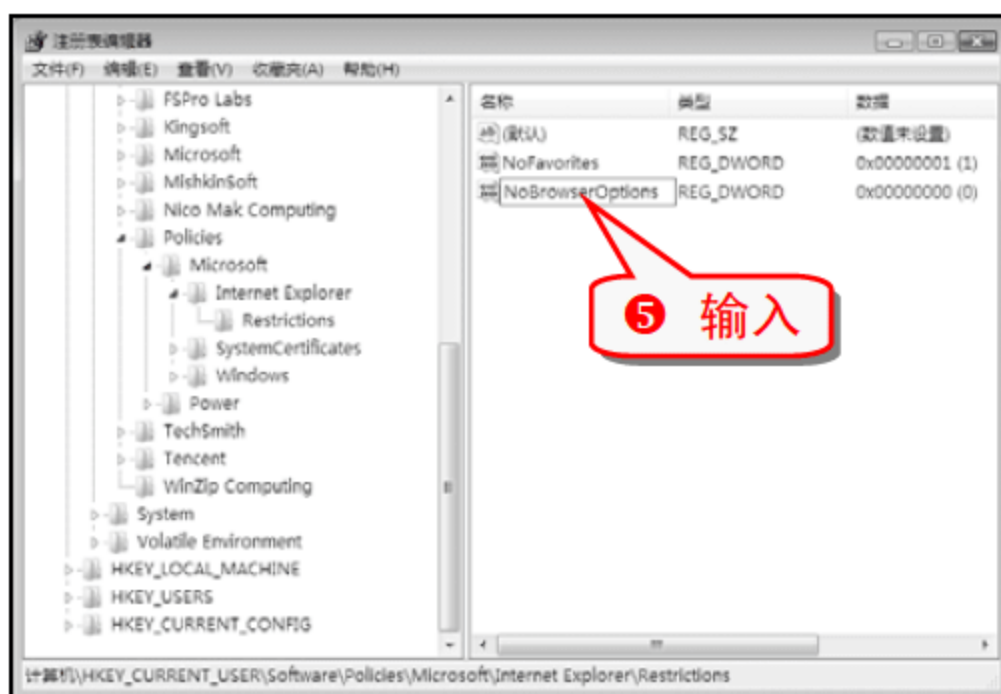 注册表编辑器
文件(F) 编辑(E) 查看(V) 收藏夹(A) 帮助(H)
FSPro Labs
Kingsoft
Microsoft
MishkinSoft
Nico Mak Computing
Policies
Microsoft
Internet Explorer
Restrictions
SystemCertificates
Windows
Power
TechSmith
Tencent
WinZip Computing
System
Volatile Environment
HKEY_LOCAL_MACHINE
HKEY_USERS
HKEY_CURRENT_CONFIG
名称 类型 数据
ab (默认) REG_SZ (数值未设置)
NoFavorites REG_DWORD 0x00000001 (1)
NoBrowserOptions REG_DWORD 0x00000000 (0)
❺ 输入
计算机\HKEY_CURRENT_USER\Software\Policies\Microsoft\Internet Explorer\Restrictions